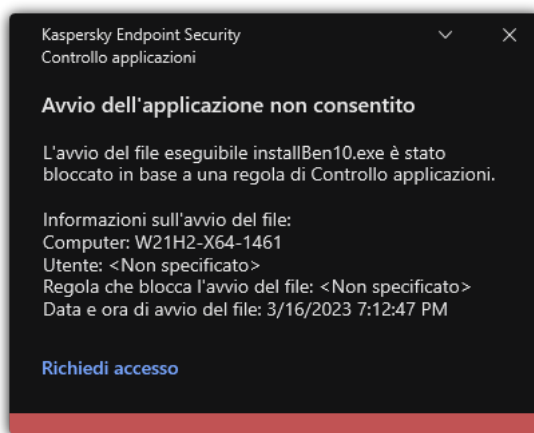 Kaspersky Endpoint Security
Controllo applicazioni
Avvio dell'applicazione non consentito
L'avvio del file eseguibile installBen10.exe è stato
bloccato in base a una regola di Controllo applicazioni.
Informazioni sull'avvio del file:
Computer: W21H2-X64-1461
Utente: <Non specificato>
Regola che blocca l'avvio del file: <Non specificato>
Data e ora di avvio del file: 3/16/2023 7:12:47 PM
Richiedi accesso